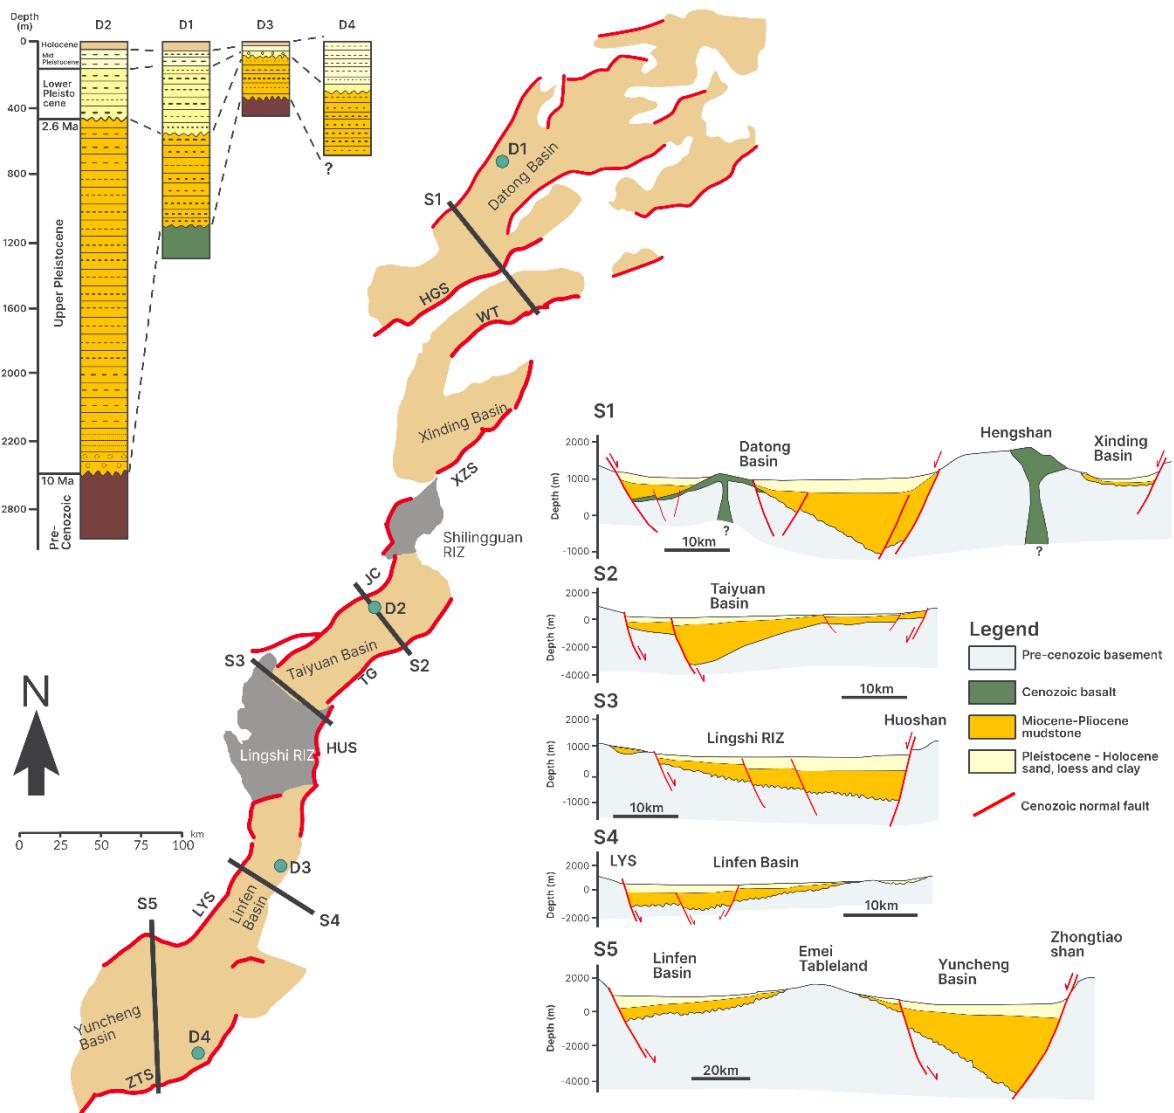 Depth
(m)
D2
D1
D3
D4
0
400
800
1200
1600
2000
2200
2800
Holocene
Mid
Pleistocene
Lower
Pleisto
cene
2.6 Ma
Upper Pleistocene
10 Ma
Pre-
Cenozoic
?
D1
Datong Basin
S1
HGS
WT
Xinding Basin
XZS
Shilingguan
RIZ
JC
D2
S3
Taiyuan Basin
S2
TG
N
HUS
Lingshi RIZ
0 25 50 75 100 km
D3
LYS
Linfen
Basin
S4
S5
Yuncheng
Basin
D4
ZTS
S1
Datong
Basin
Hengshan
Xinding
Basin
Depth (m)
2000
1000
0
-1000
10km
?
?
S2
Taiyuan
Basin
Depth (m)
2000
0
-2000
-4000
10km
S3
Lingshi RIZ
Huoshan
Depth (m)
2000
1000
0
-1000
10km
S4
LYS
Linfen Basin
Depth (m)
2000
0
-2000
10km
S5
Linfen
Basin
Emei
Tableland
Yuncheng
Basin
Zhongtiao
shan
Depth (m)
2000
0
-2000
-4000
20km
Legend
Pre-cenozoic basement
Cenozoic basalt
Miocene-Pliocene
mudstone
Pleistocene - Holocene
sand, loess and clay
Cenozoic normal fault